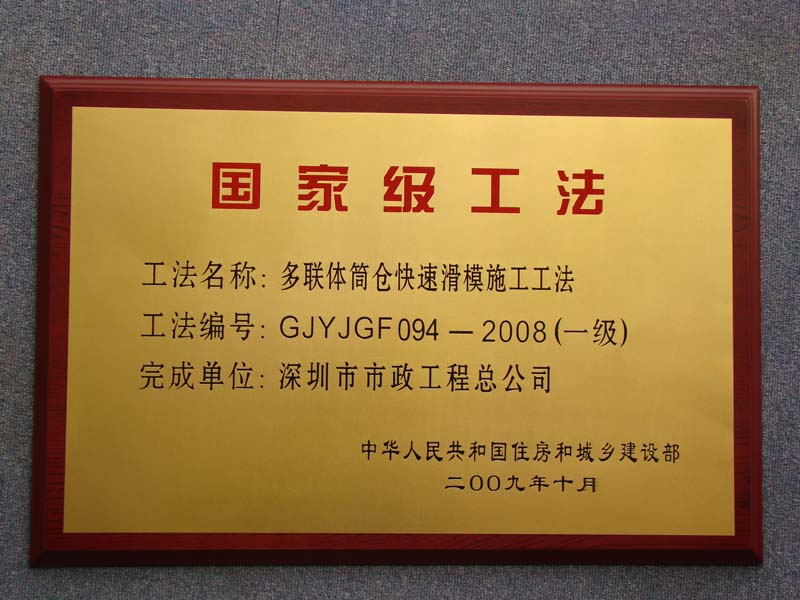 国家级工法
工法名称: 多联体筒仓快速滑模施工工法
工法编号: GJYJGF094—2008(一级)
完成单位: 深圳市市政工程总公司
中华人民共和国住房和城乡建设部
二〇〇九年十月